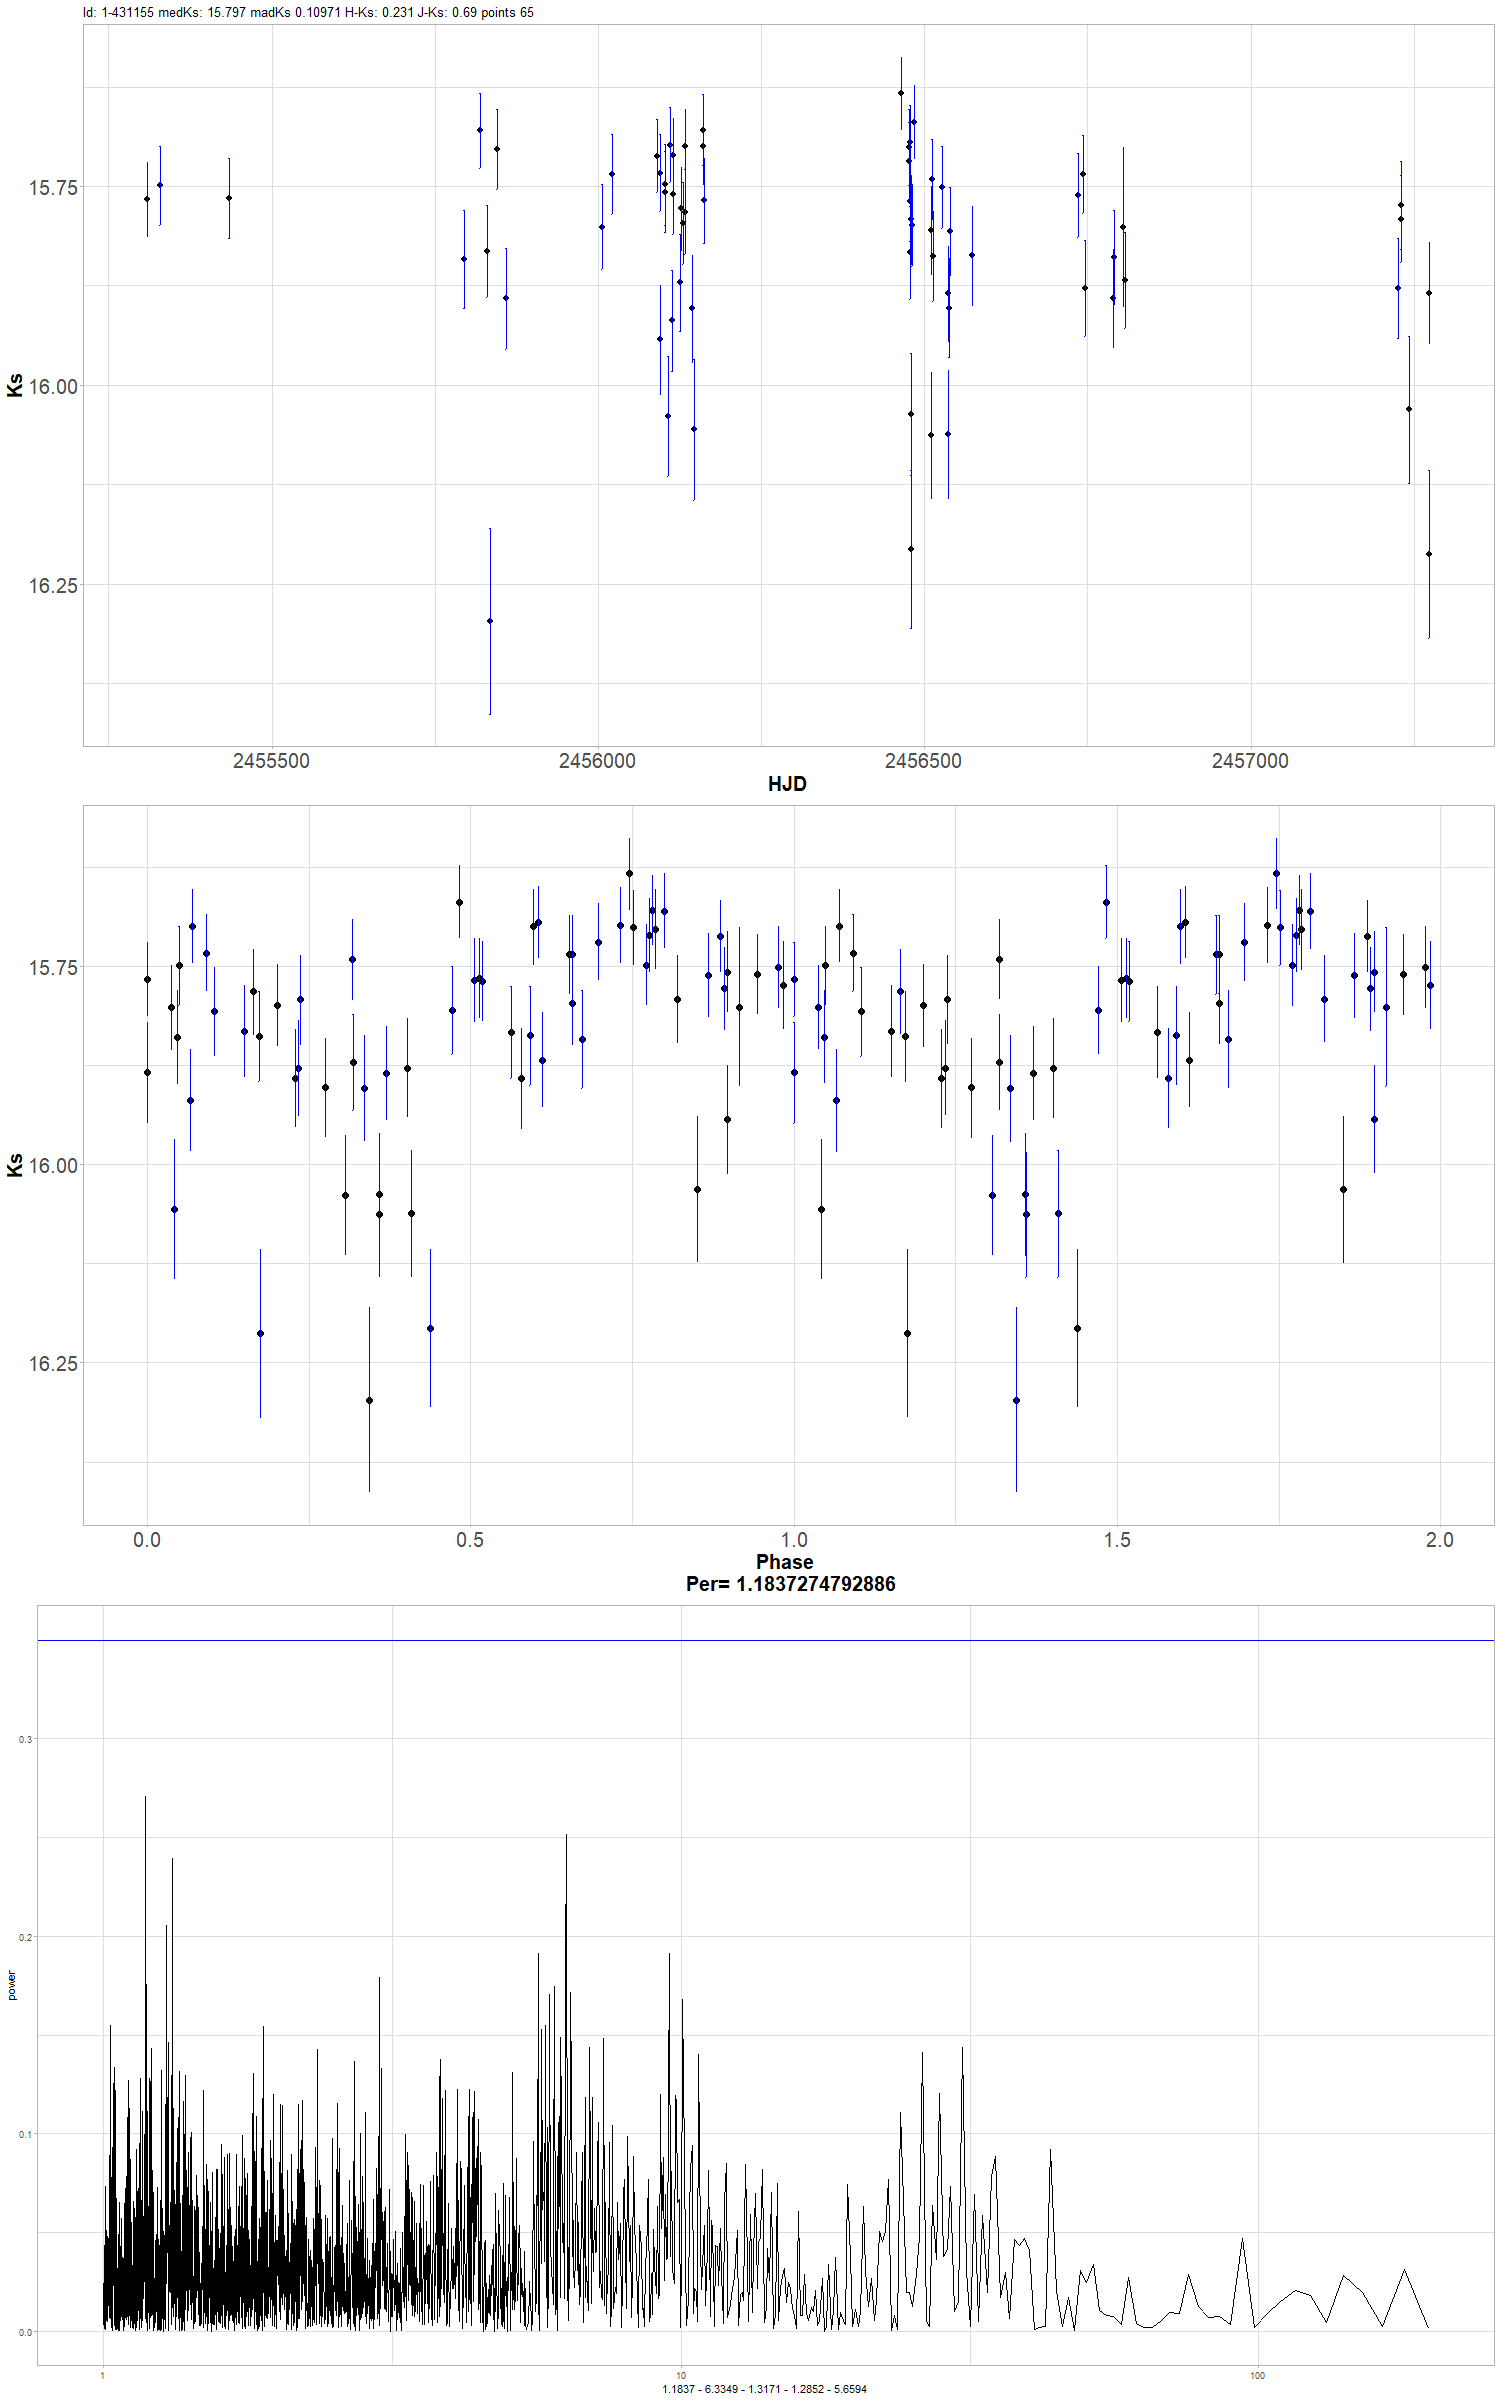 Id: 1-431155 medKs: 15.797 madKs 0.10971 H-Ks: 0.231 J-Ks: 0.69 points 65
15.75
16.00
16.25
Ks
2455500 2456000 2456500 2457000
HJD
15.75
16.00
16.25
Ks
0.0 0.5 1.0 1.5 2.0
Phase
Per= 1.1837274792886
0.3
0.2
0.1
0.0
power
1 10 100
1.1837 - 6.3349 - 1.3171 - 1.2852 - 5.6594